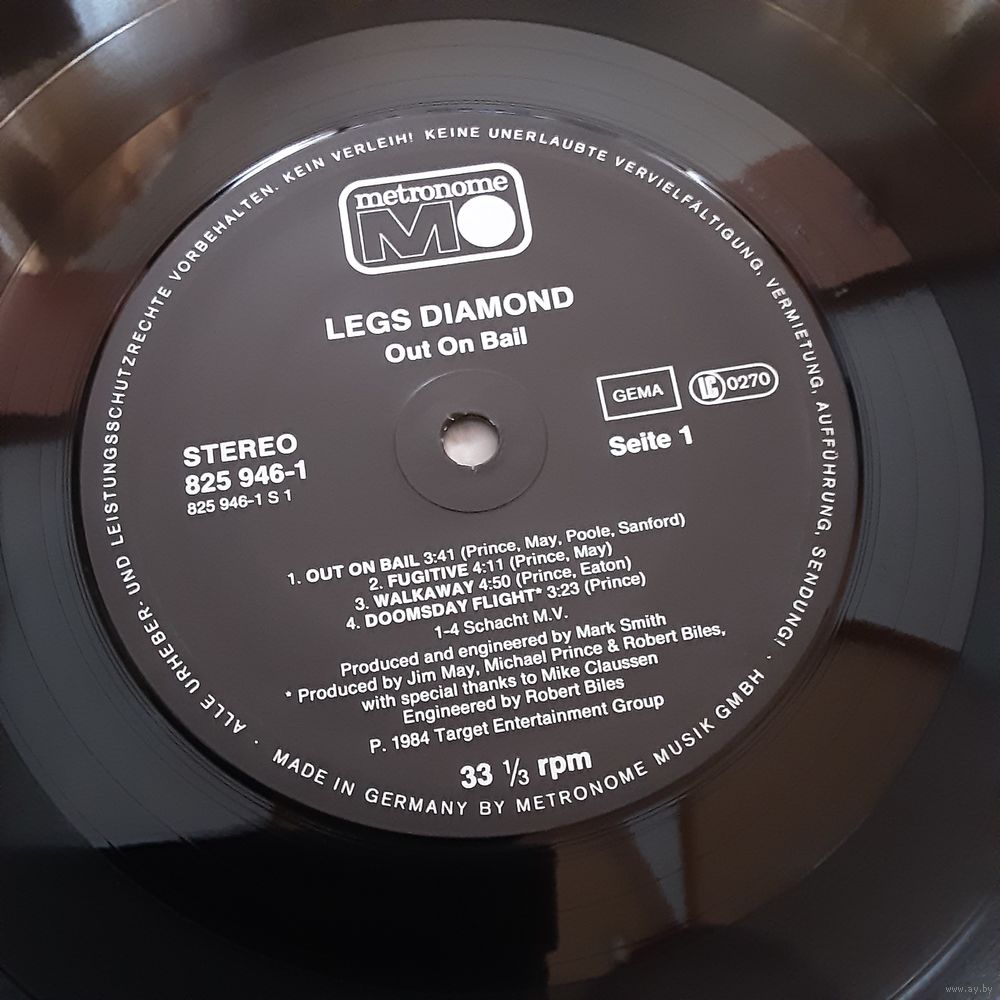 ALLE URHEBER- UND LEISTUNGSSCHUTZRECHTE VORBEHALTEN. KEIN VERLEIH! KEINE UNERLAUBTE VERVIELFÄLTIGUNG, VERMIETUNG, AUFFÜHRUNG, SENDUNG!
metronome
MO
LEGS DIAMOND
Out On Bail
GEMA
LC 0270
Seite 1
STEREO
825 946-1
825 946-1 S 1
1. OUT ON BAIL 3:41 (Prince, May, Poole, Sanford)
2. FUGITIVE 4:11 (Prince, May)
3. WALKAWAY 4:50 (Prince, Eaton)
4. DOOMSDAY FLIGHT* 3:23 (Prince)
1-4 Schacht M.V.
Produced and engineered by Mark Smith
* Produced by Jim May, Michael Prince & Robert Biles,
with special thanks to Mike Claussen
Engineered by Robert Biles
P. 1984 Target Entertainment Group
33 1/3 rpm
· MADE IN GERMANY BY METRONOME MUSIK GMBH ·
www.ay.by